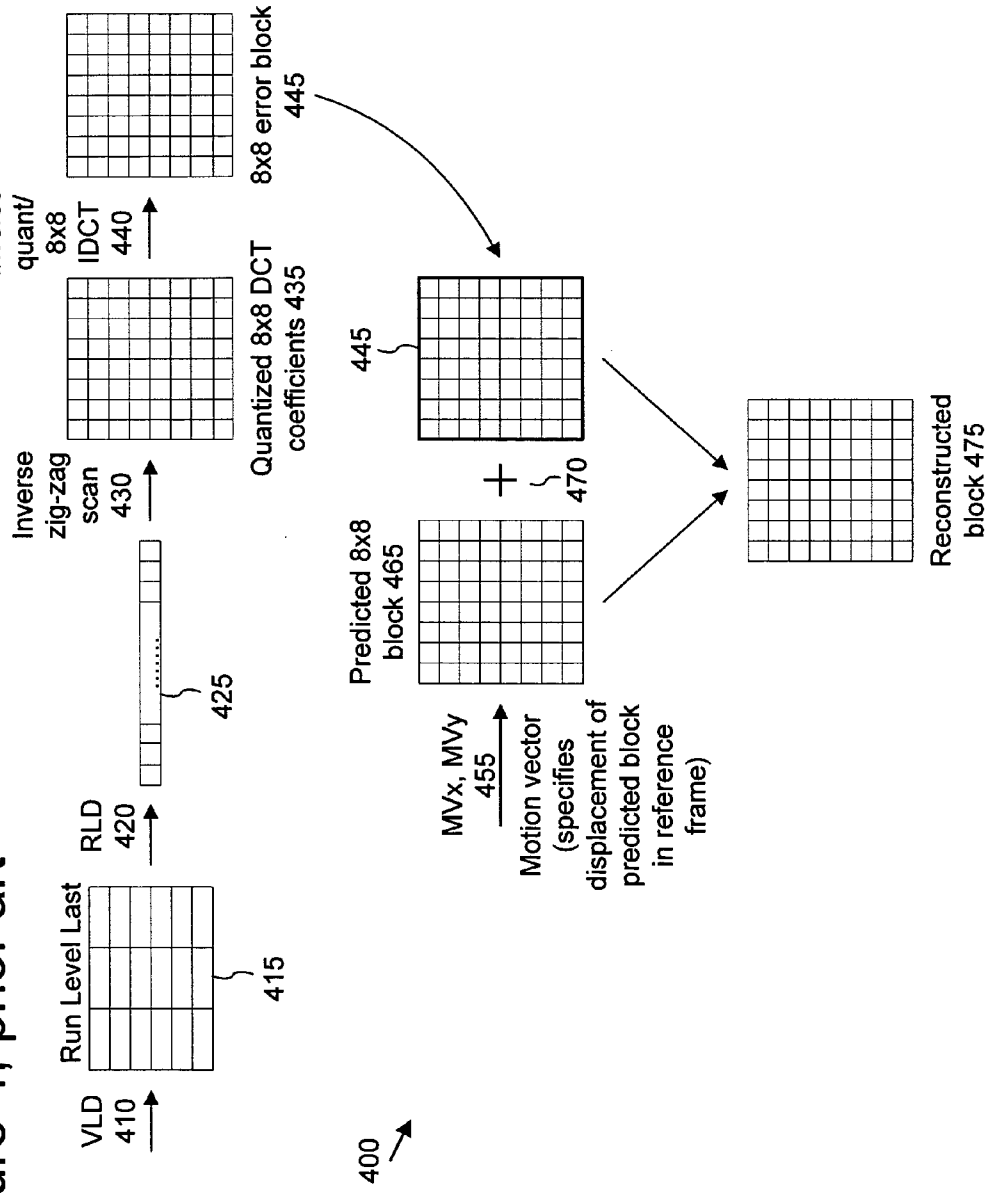 VLD
410
Run Level Last
415
RLD
420
425
Inverse
zig-zag
scan
430
Quantized 8x8 DCT
coefficients 435
quant/
8x8
IDCT
440
8x8 error block
445
400
MVx, MVy
455
Motion vector
(specifies
displacement of
predicted block
in reference
frame)
Predicted 8x8
block 465
+
470
445
Reconstructed
block 475
, prior art